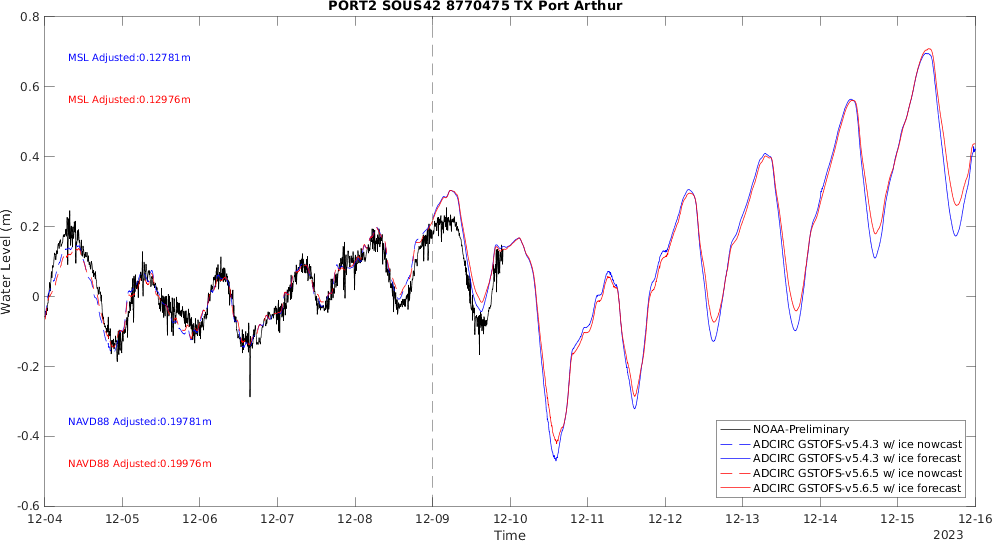 PORT2 SOUS42 8770475 TX Port Arthur
0.8
0.6
0.4
0.2
0
-0.2
-0.4
-0.6
Water Level (m)
MSL Adjusted:0.12781m
MSL Adjusted:0.12976m
NAVD88 Adjusted:0.19781m
NAVD88 Adjusted:0.19976m
NOAA-Preliminary
ADCIRC GSTOFS-v5.4.3 w/ ice nowcast
ADCIRC GSTOFS-v5.4.3 w/ ice forecast
ADCIRC GSTOFS-v5.6.5 w/ ice nowcast
ADCIRC GSTOFS-v5.6.5 w/ ice forecast
12-04 12-05 12-06 12-07 12-08 12-09 12-10 12-11 12-12 12-13 12-14 12-15 12-16
Time
2023